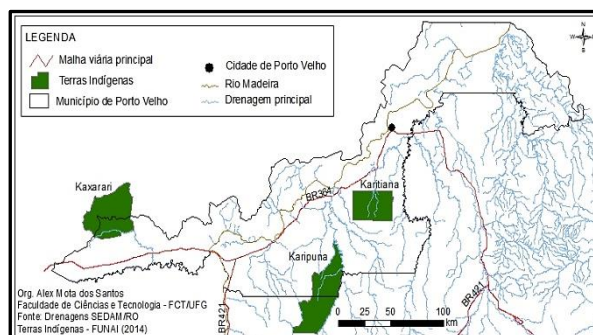 LEGENDA
Malha viária principal
Terras Indígenas
Município de Porto Velho
Cidade de Porto Velho
Rio Madeira
Drenagem principal
N
W
E
S
Kaxarari
BR364
Karitiana
Karipuna
BR421
BR421
0 50 100
km
Org. Alex Mota dos Santos
Faculdade de Ciências e Tecnologia - FCT/UFG
Fonte: Drenagens SEDAM/RO
Terras Indígenas - FUNAI (2014)